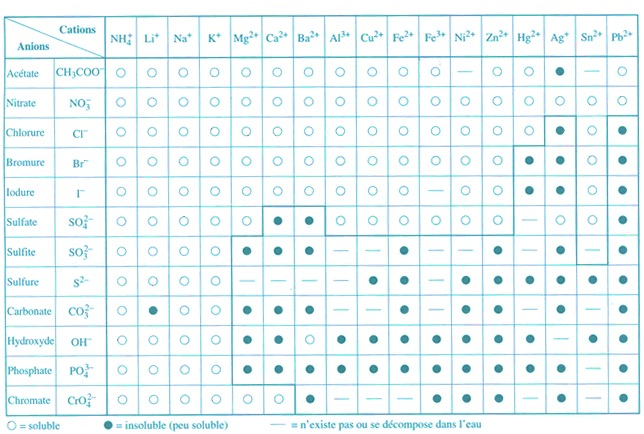 Cations
Anions
NH₄⁺ Li⁺ Na⁺ K⁺ Mg²⁺ Ca²⁺ Ba²⁺ Al³⁺ Cu²⁺ Fe²⁺ Fe³⁺ Ni²⁺ Zn²⁺ Hg²⁺ Ag⁺ Sn²⁺ Pb²⁺
Acétate CH₃COO⁻
Nitrate NO₃⁻
Chlorure Cl⁻
Bromure Br⁻
Iodure I⁻
Sulfate SO₄²⁻
Sulfite SO₃²⁻
Sulfure S²⁻
Carbonate CO₃²⁻
Hydroxyde OH⁻
Phosphate PO₄³⁻
Chromate CrO₄²⁻
○ = soluble ● = insoluble (peu soluble) — = n'existe pas ou se décompose dans l'eau